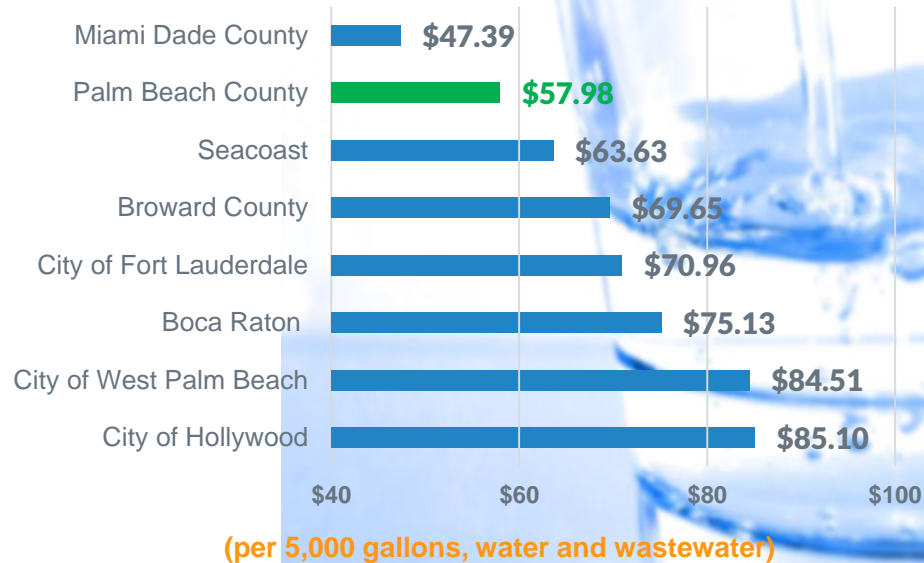 Miami Dade County $47.39
Palm Beach County $57.98
Seacoast $63.63
Broward County $69.65
City of Fort Lauderdale $70.96
Boca Raton $75.13
City of West Palm Beach $84.51
City of Hollywood $85.10
$40 $60 $80 $100
(per 5,000 gallons, water and wastewater)